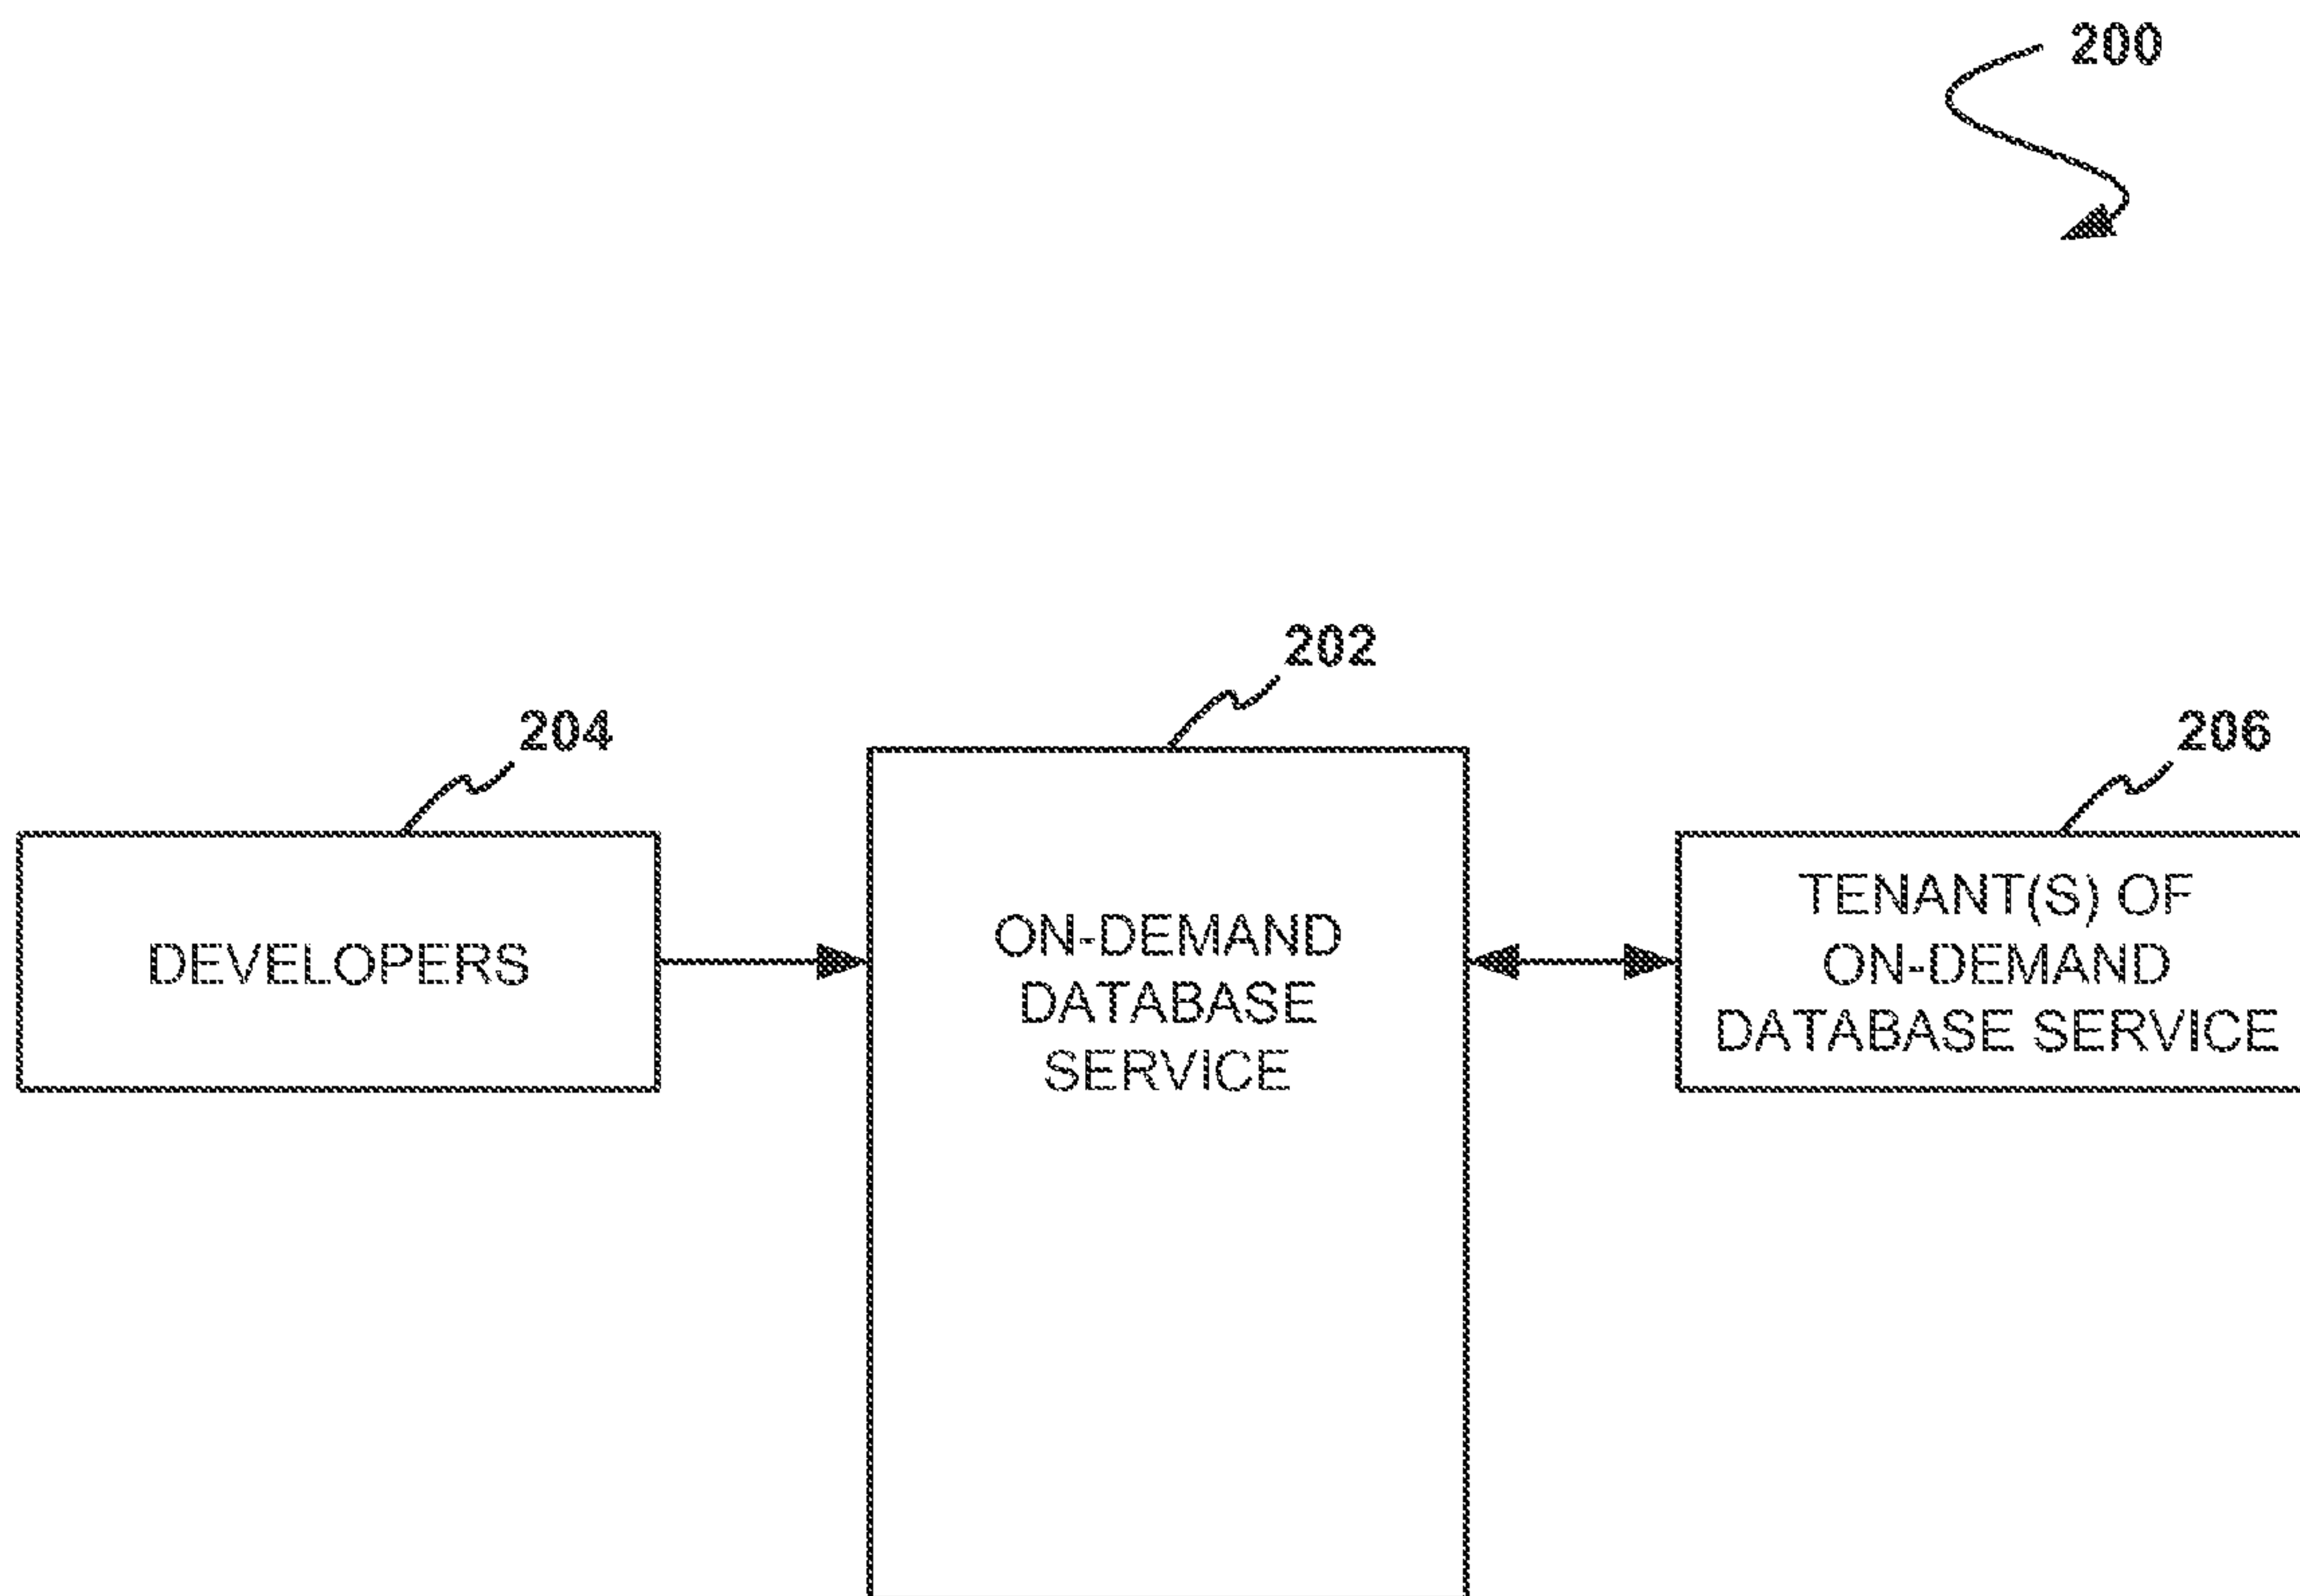 200
202
204
206
DEVELOPERS
ON-DEMAND
DATABASE
SERVICE
TENANT(S) OF
ON-DEMAND
DATABASE SERVICE